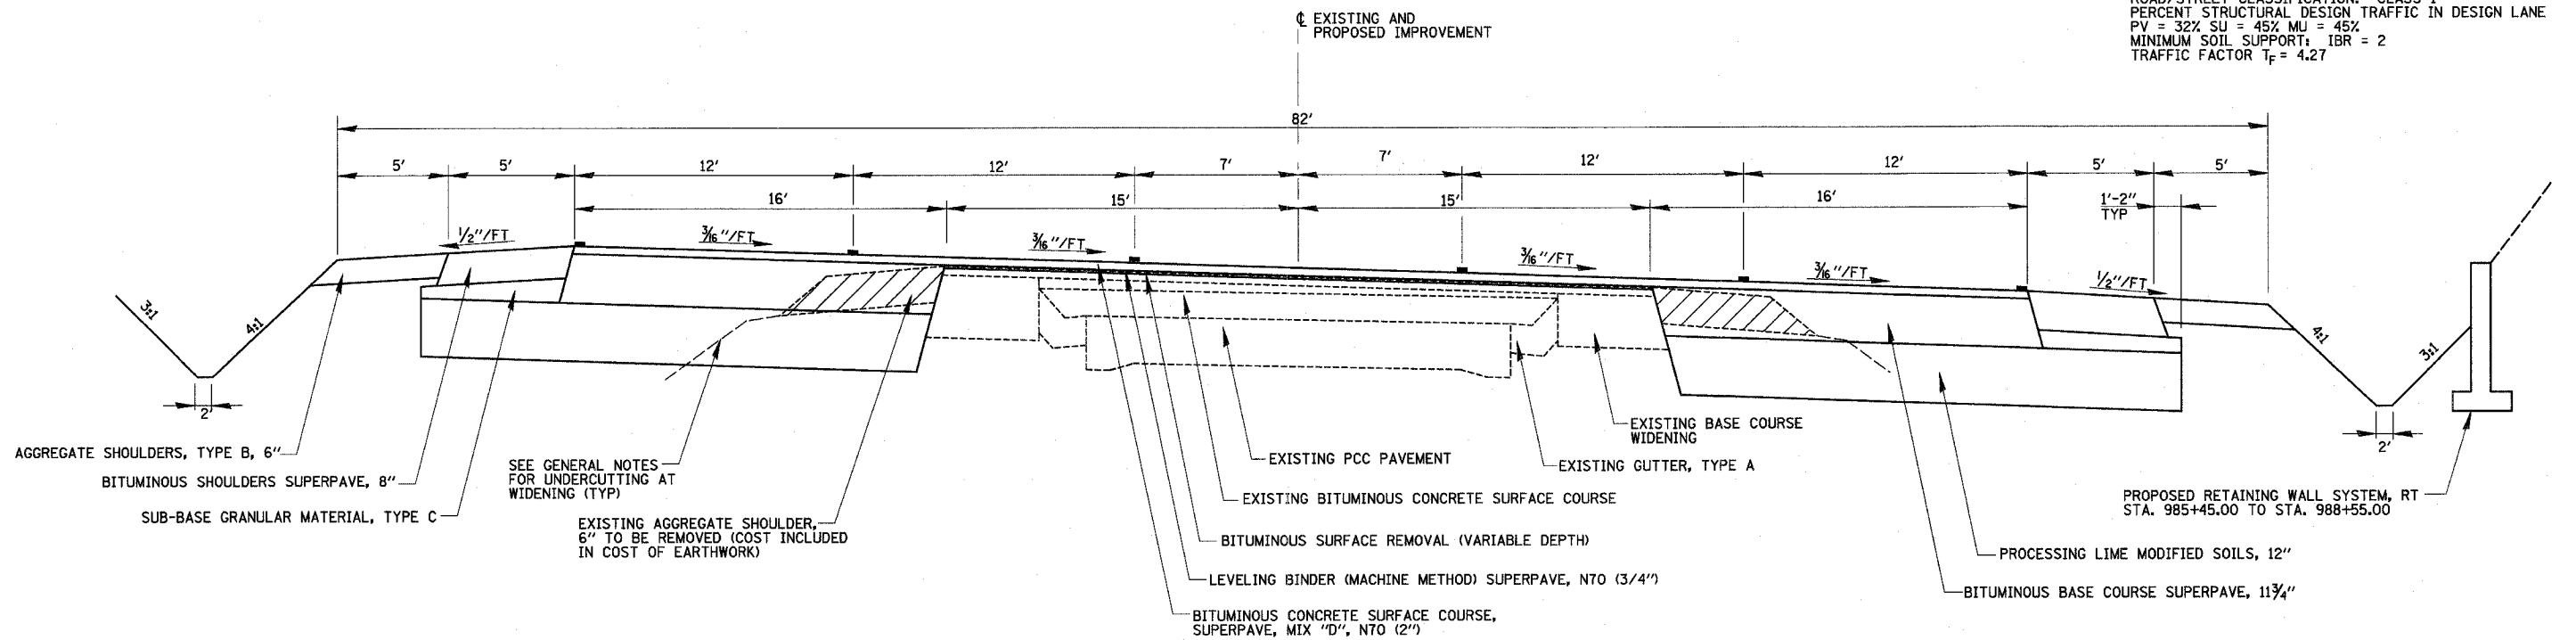 ℄ EXISTING AND
PROPOSED IMPROVEMENT
ROAD/STREET CLASSIFICATION: CLASS I
PERCENT STRUCTURAL DESIGN TRAFFIC IN DESIGN LANE
PV = 32% SU = 45% MU = 45%
MINIMUM SOIL SUPPORT: IBR = 2
TRAFFIC FACTOR TF = 4.27
82'
5' 5' 12' 12' 7' 7' 12' 12' 5' 5'
16' 15' 15' 16' 1'-2"
TYP
1/2"/FT 3/16"/FT 3/16"/FT 3/16"/FT 3/16"/FT 1/2"/FT
3:1 4:1 4:1 3:1
2'
2'
AGGREGATE SHOULDERS, TYPE B, 6"
BITUMINOUS SHOULDERS SUPERPAVE, 8"
SUB-BASE GRANULAR MATERIAL, TYPE C
SEE GENERAL NOTES
FOR UNDERCUTTING AT
WIDENING (TYP)
EXISTING AGGREGATE SHOULDER,
6" TO BE REMOVED (COST INCLUDED
IN COST OF EARTHWORK)
EXISTING BASE COURSE
WIDENING
EXISTING PCC PAVEMENT
EXISTING GUTTER, TYPE A
EXISTING BITUMINOUS CONCRETE SURFACE COURSE
BITUMINOUS SURFACE REMOVAL (VARIABLE DEPTH)
LEVELING BINDER (MACHINE METHOD) SUPERPAVE, N70 (3/4")
BITUMINOUS CONCRETE SURFACE COURSE,
SUPERPAVE, MIX "D", N70 (2")
PROPOSED RETAINING WALL SYSTEM, RT
STA. 985+45.00 TO STA. 988+55.00
PROCESSING LIME MODIFIED SOILS, 12"
BITUMINOUS BASE COURSE SUPERPAVE, 11 3/4"